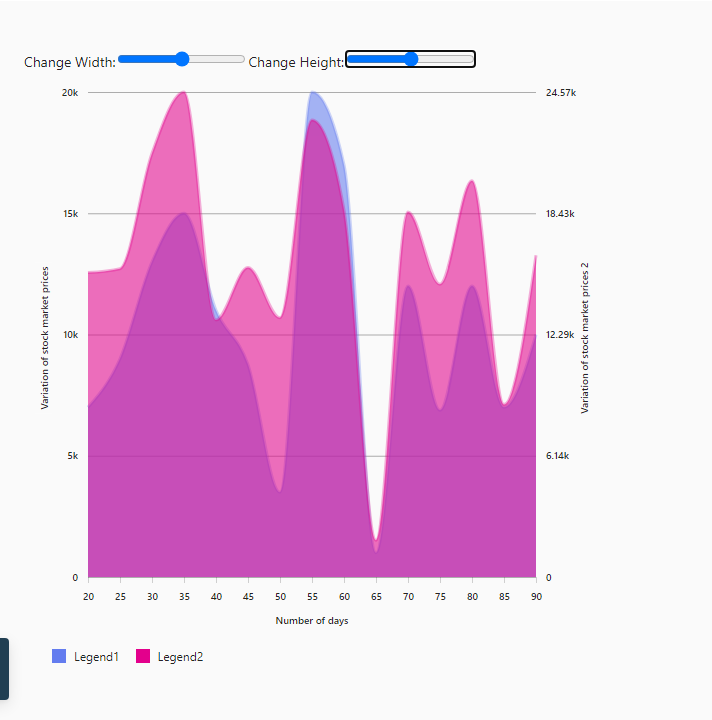 Change Width: Change Height:
20k 24.57k
15k 18.43k
Variation of stock market prices
Variation of stock market prices 2
10k 12.29k
5k 6.14k
0 0
20 25 30 35 40 45 50 55 60 65 70 75 80 85 90
Number of days
Legend1 Legend2